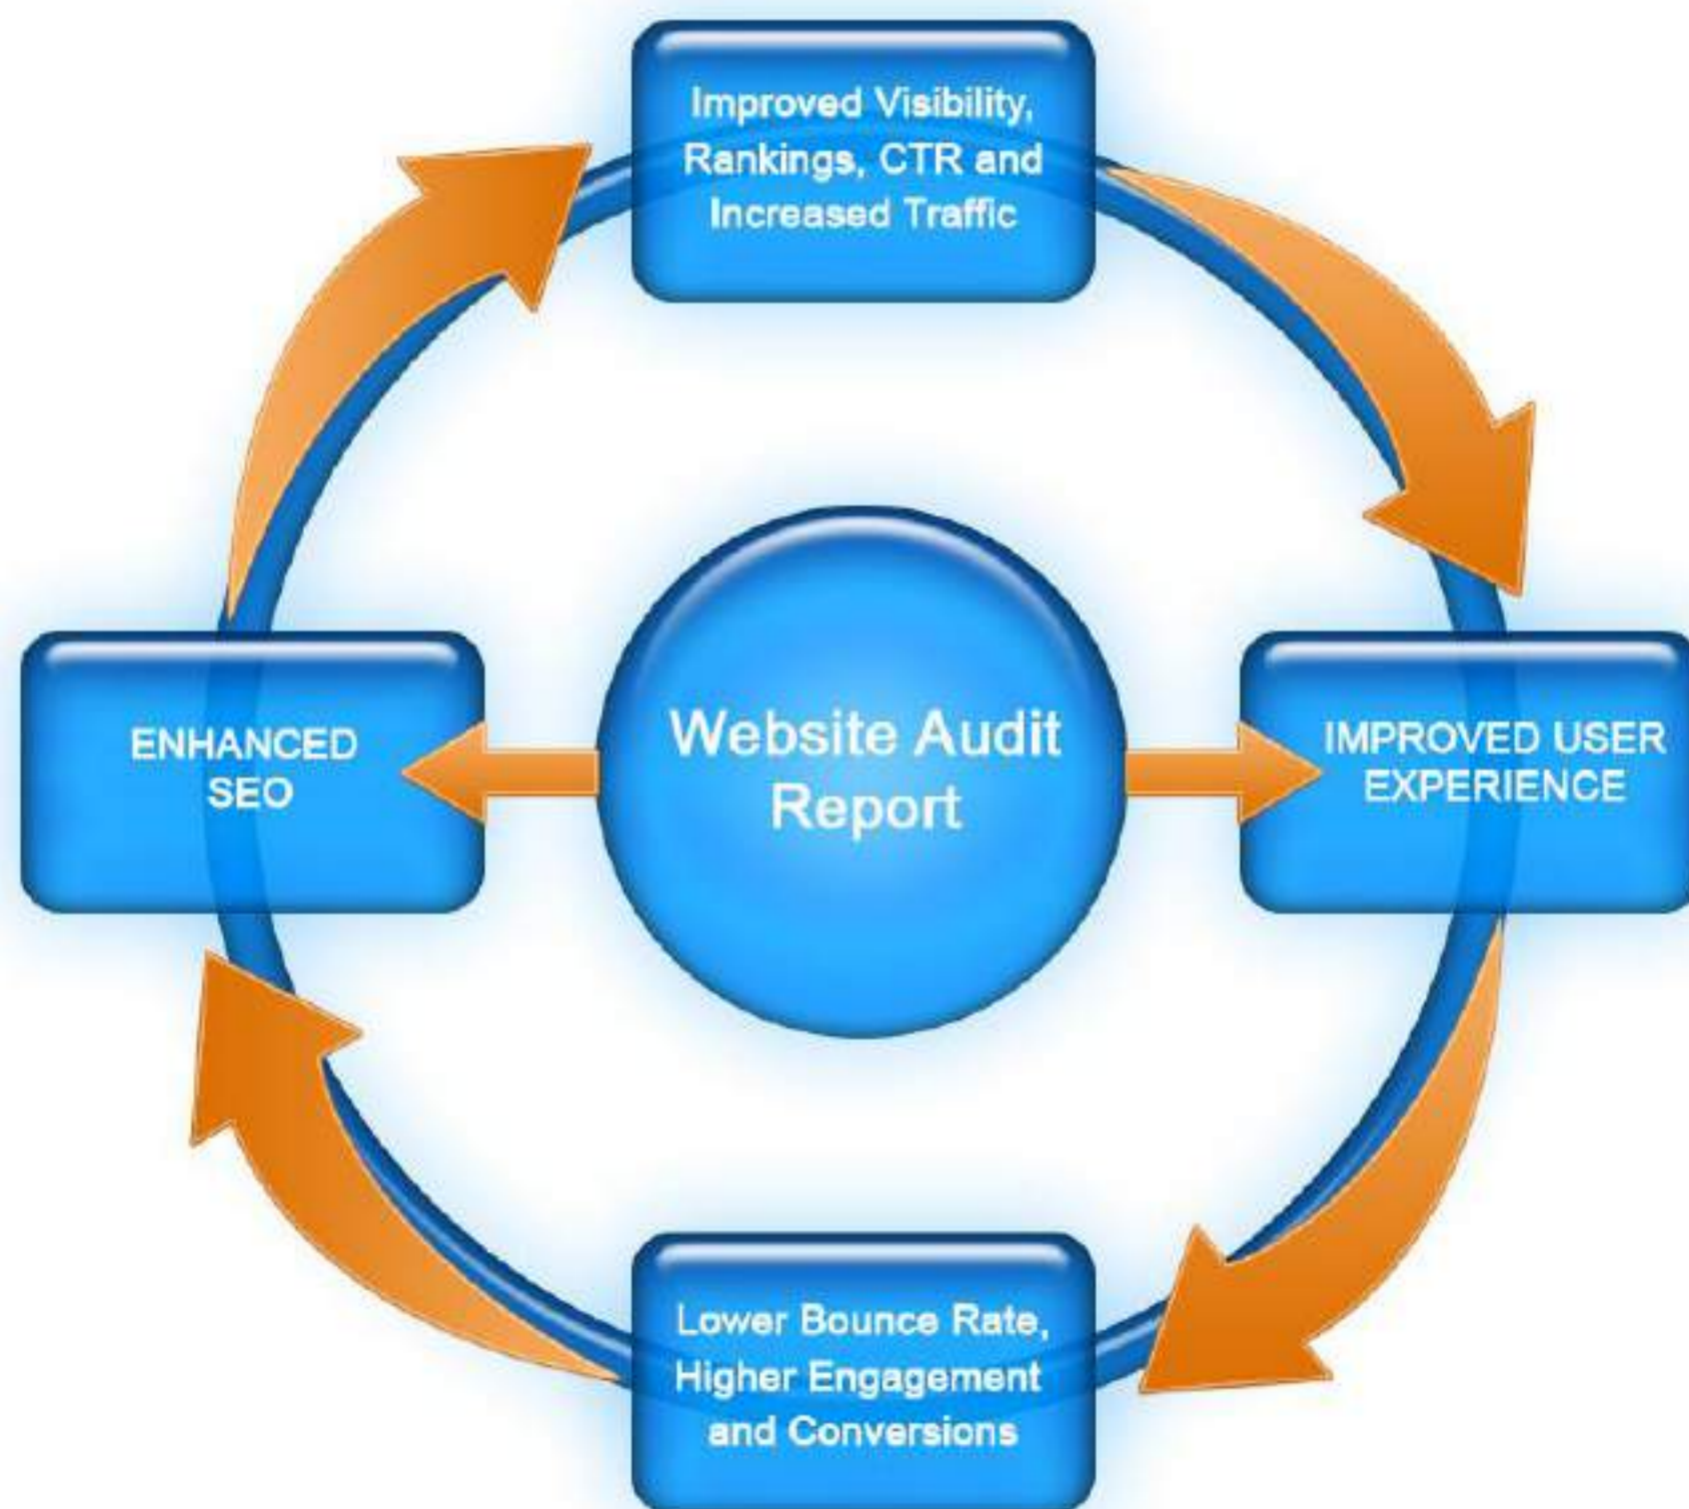 Improved Visibility,
Rankings, CTR and
Increased Traffic
ENHANCED
SEO
Website Audit
Report
IMPROVED USER
EXPERIENCE
Lower Bounce Rate,
Higher Engagement
and Conversions